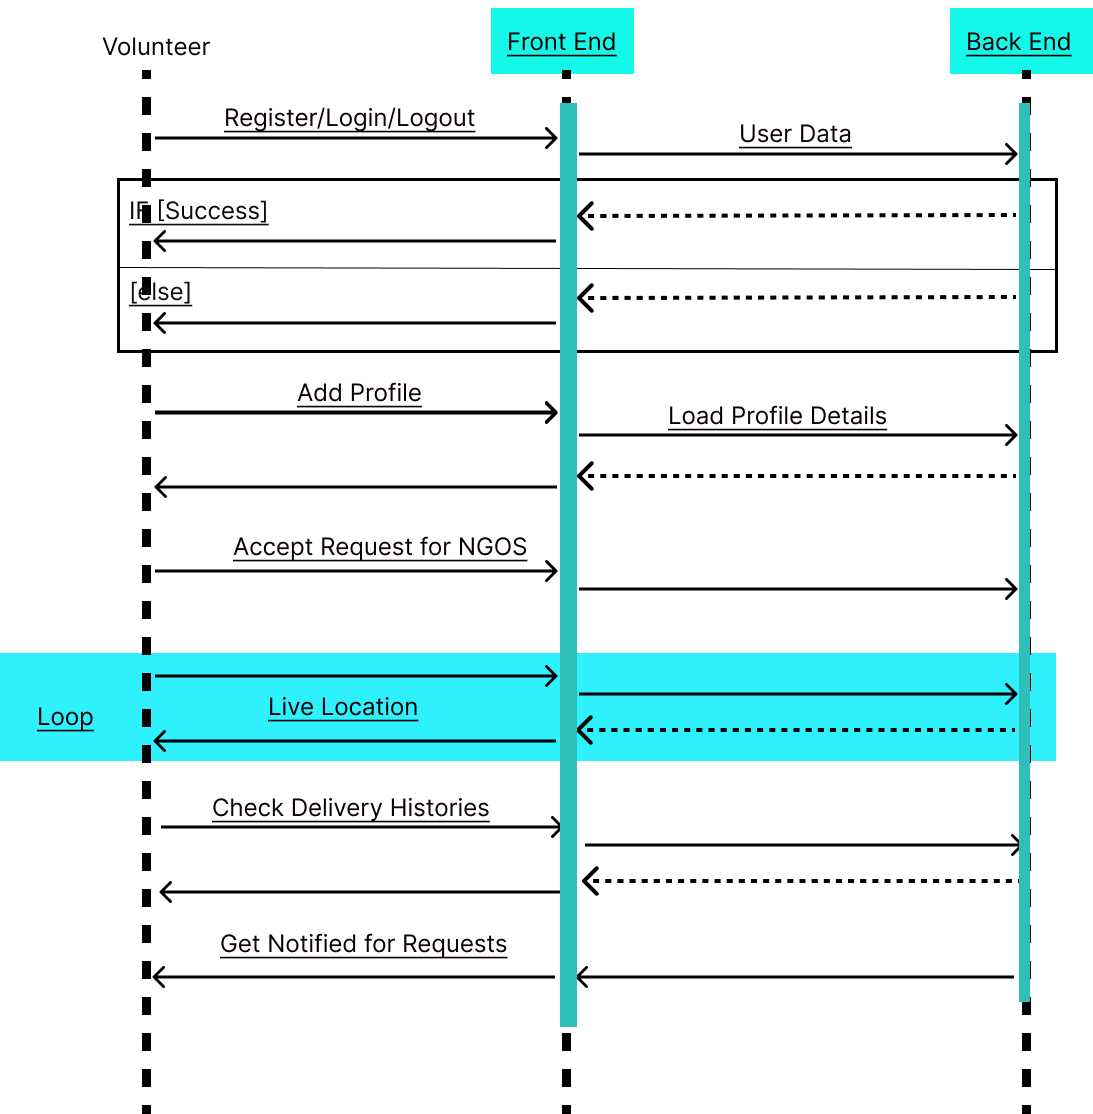 Volunteer
Front End
Back End
Register/Login/Logout
User Data
IF [Success]
[else]
Add Profile
Load Profile Details
Accept Request for NGOS
Live Location
Loop
Check Delivery Histories
Get Notified for Requests